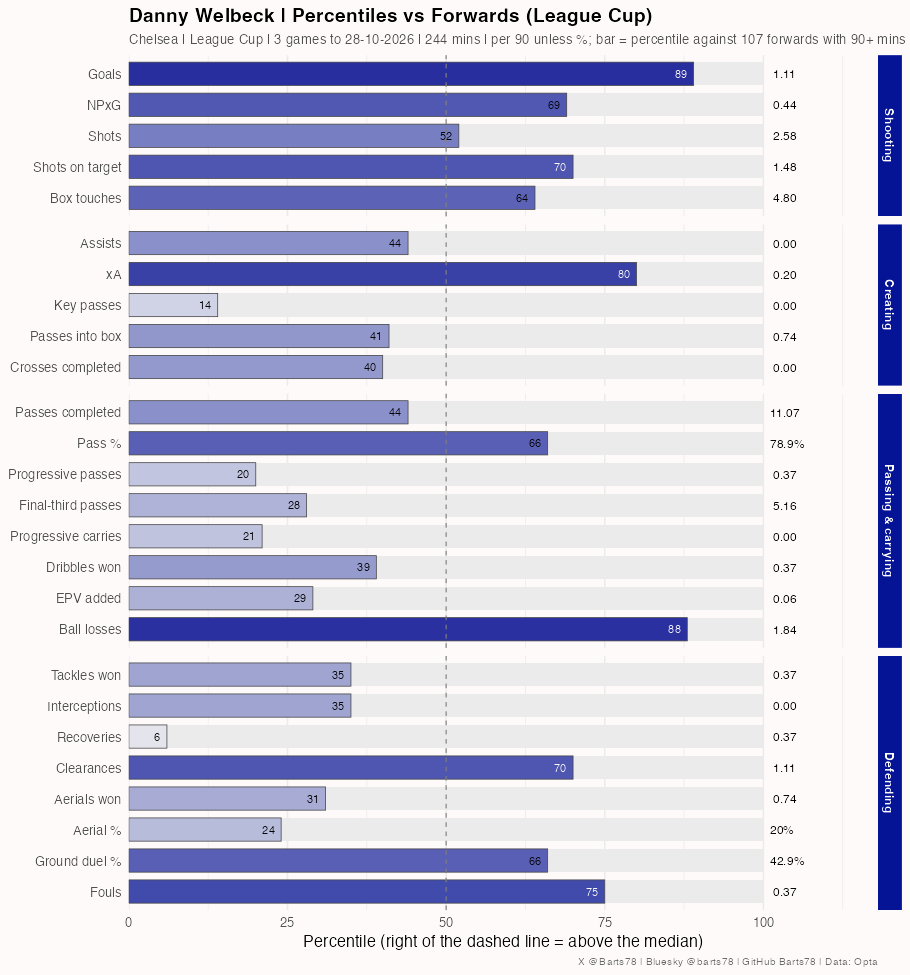 Danny Welbeck | Percentiles vs Forwards (League Cup)
Chelsea | League Cup | 3 games to 28-10-2026 | 244 mins | per 90 unless %; bar = percentile against 107 forwards with 90+ mins
Goals 89 1.11
NPxG 69 0.44
Shots 52 2.58
Shots on target 70 1.48
Box touches 64 4.80
Shooting
Assists 44 0.00
xA 80 0.20
Key passes 14 0.00
Passes into box 41 0.74
Crosses completed 40 0.00
Creating
Passes completed 44 11.07
Pass % 66 78.9%
Progressive passes 20 0.37
Final-third passes 28 5.16
Progressive carries 21 0.00
Dribbles won 39 0.37
EPV added 29 0.06
Ball losses 88 1.84
Passing & carrying
Tackles won 35 0.37
Interceptions 35 0.00
Recoveries 6 0.37
Clearances 70 1.11
Aerials won 31 0.74
Aerial % 24 20%
Ground duel % 66 42.9%
Fouls 75 0.37
Defending
0 25 50 75 100
Percentile (right of the dashed line = above the median)
X @Barts78 | Bluesky @barts78 | GitHub Barts78 | Data: Opta